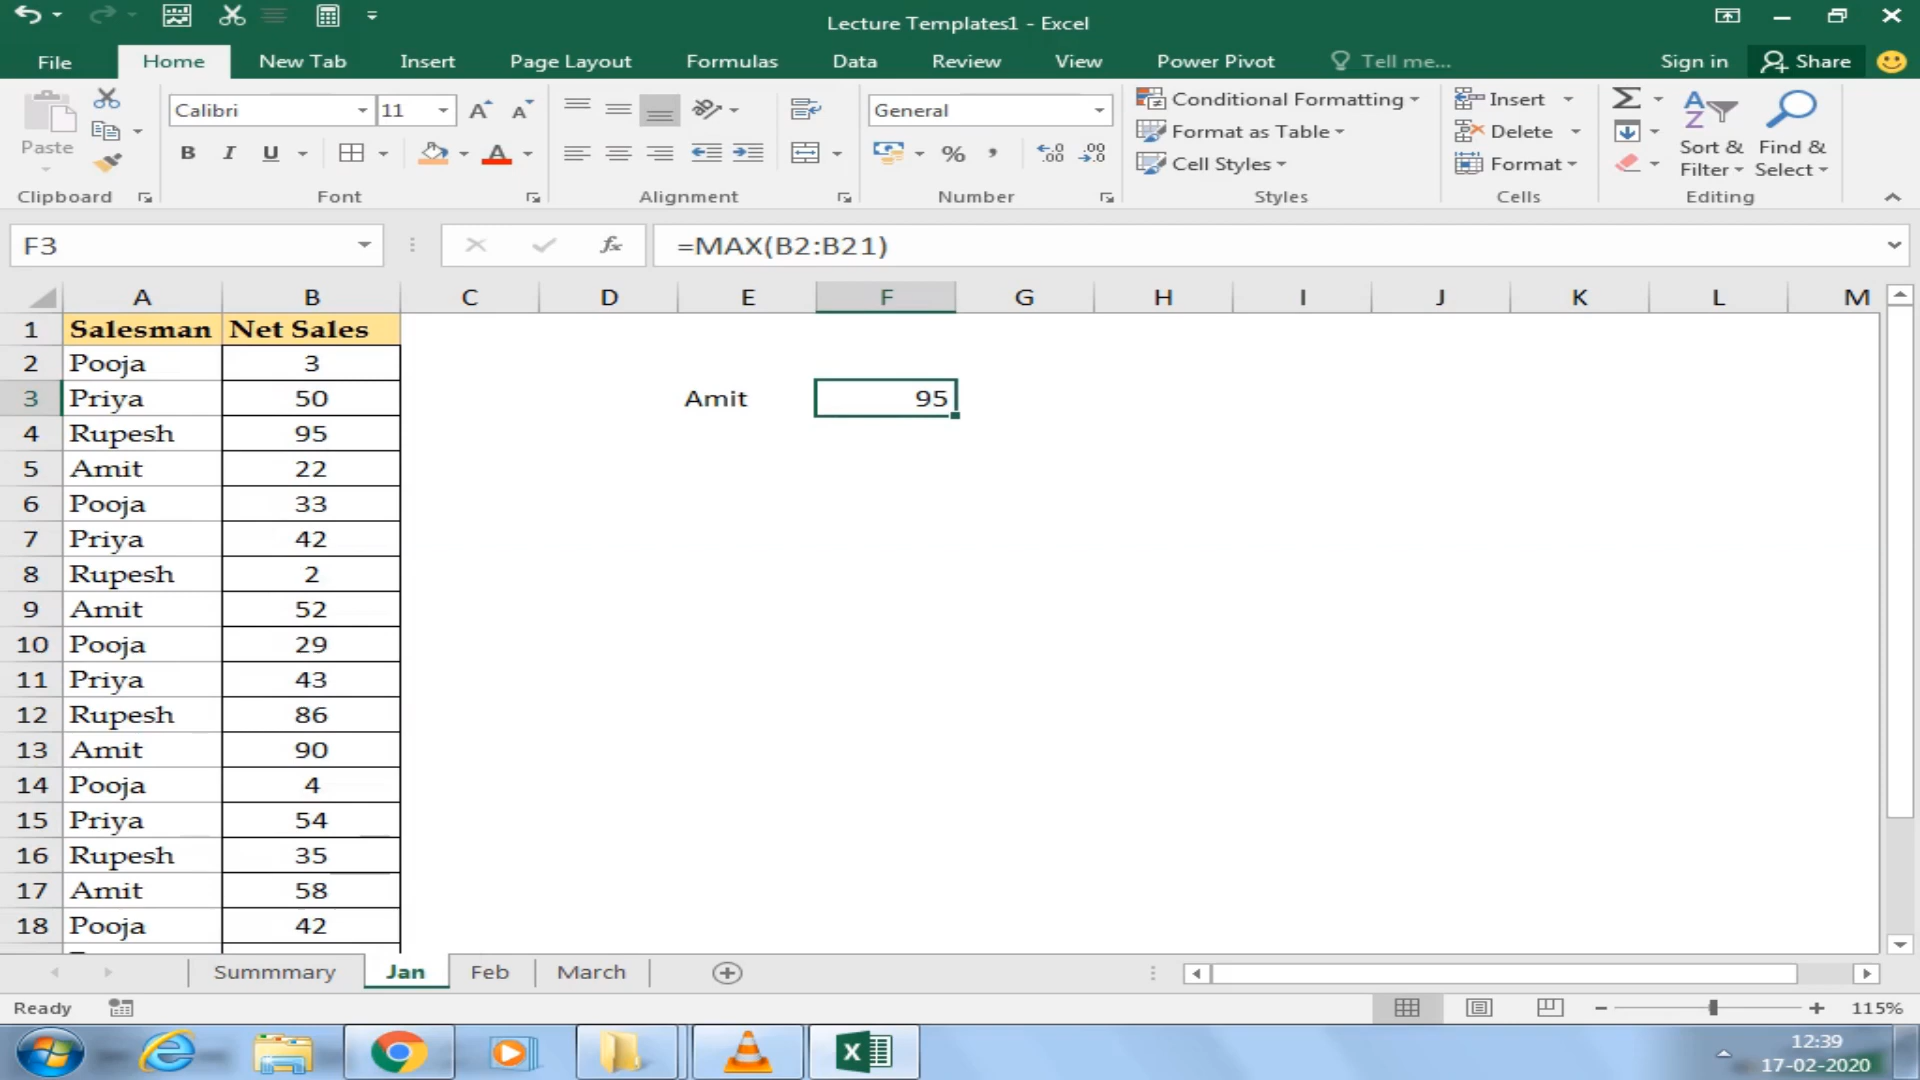 Lecture Templates1 - Excel
File Home New Tab Insert Page Layout Formulas Data Review View Power Pivot Tell me... Sign in Share
Paste
Calibri 11
B I U A
General
%
Conditional Formatting
Format as Table
Cell Styles
Insert
Delete
Format
Sort & Filter
Find & Select
Clipboard Font Alignment Number Styles Cells Editing
F3 fx =MAX(B2:B21)
A B C D E F G H I J K L M
1 Salesman Net Sales
2 Pooja 3
3 Priya 50 Amit 95
4 Rupesh 95
5 Amit 22
6 Pooja 33
7 Priya 42
8 Rupesh 2
9 Amit 52
10 Pooja 29
11 Priya 43
12 Rupesh 86
13 Amit 90
14 Pooja 4
15 Priya 54
16 Rupesh 35
17 Amit 58
18 Pooja 42
Summmary Jan Feb March
Ready 115%
12:39
17-02-2020